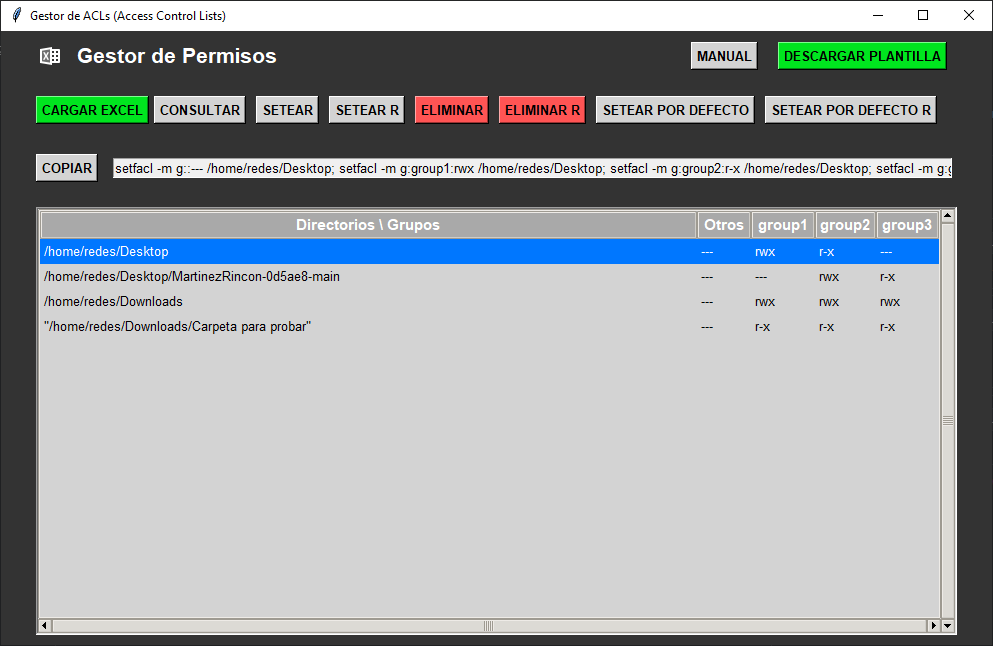 Gestor de ACLs (Access Control Lists)
Gestor de Permisos
MANUAL
DESCARGAR PLANTILLA
CARGAR EXCEL
CONSULTAR
SETEAR
SETEAR R
ELIMINAR
ELIMINAR R
SETEAR POR DEFECTO
SETEAR POR DEFECTO R
COPIAR
setfacl -m g::--- /home/redes/Desktop; setfacl -m g:group1:rwx /home/redes/Desktop; setfacl -m g:group2:r-x /home/redes/Desktop; setfacl -m g:g
Directorios \ Grupos Otros group1 group2 group3
/home/redes/Desktop --- rwx r-x ---
/home/redes/Desktop/MartinezRincon-0d5ae8-main --- --- rwx r-x
/home/redes/Downloads --- rwx rwx rwx
"/home/redes/Downloads/Carpeta para probar" --- r-x r-x r-x